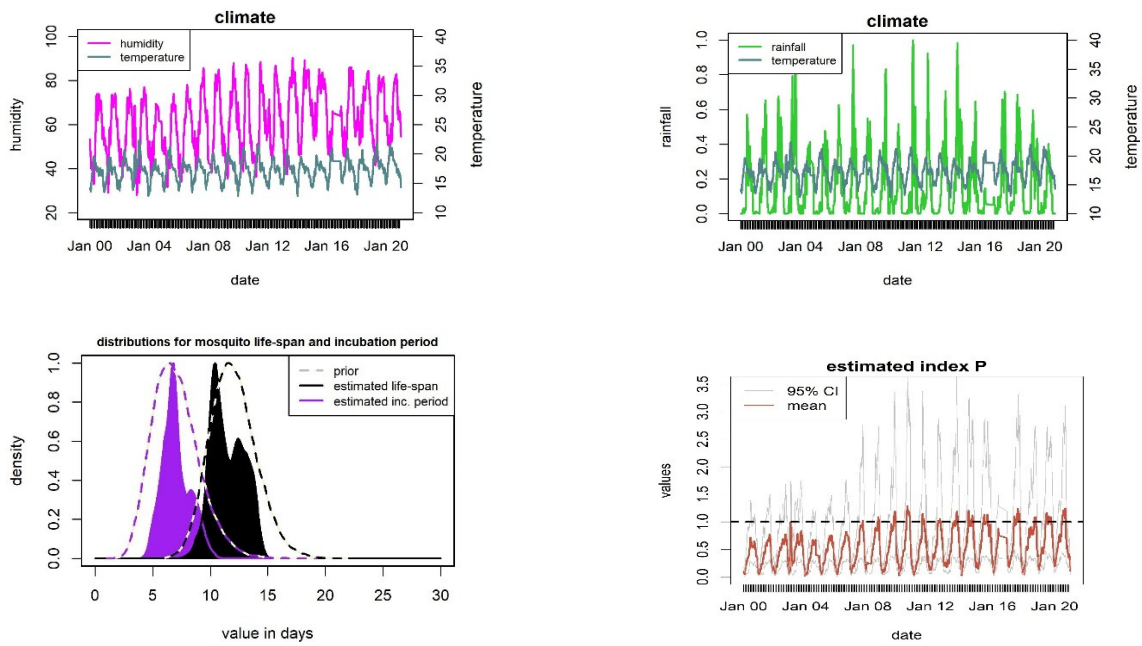 climate
humidity
temperature
100
80
60
40
20
humidity
40
35
30
25
20
15
10
temperature
Jan 00 Jan 04 Jan 08 Jan 12 Jan 16 Jan 20
date
climate
rainfall
temperature
1.0
0.8
0.6
0.4
0.2
0.0
rainfall
40
35
30
25
20
15
10
temperature
Jan 00 Jan 04 Jan 08 Jan 12 Jan 16 Jan 20
date
distributions for mosquito life-span and incubation period
prior
estimated life-span
estimated inc. period
1.0
0.8
0.6
0.4
0.2
0.0
density
0 5 10 15 20 25 30
value in days
estimated index P
95% CI
mean
3.5
3.0
2.5
2.0
1.5
1.0
0.5
0.0
values
Jan 00 Jan 04 Jan 08 Jan 12 Jan 16 Jan 20
date